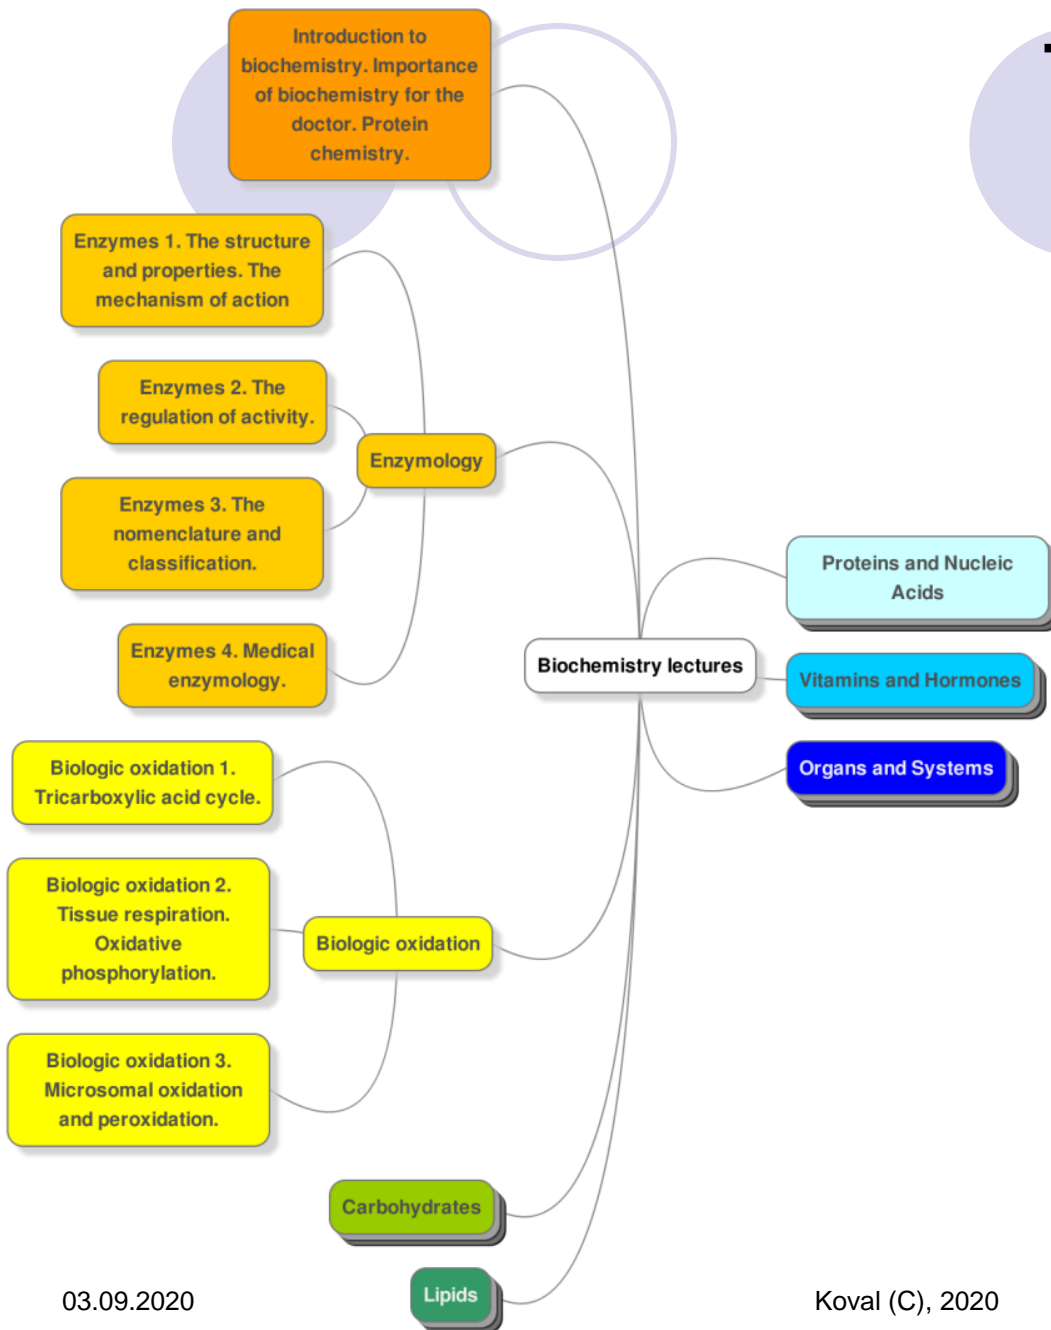 Introduction to
biochemistry. Importance
of biochemistry for the
doctor. Protein
chemistry.
Enzymes 1. The structure
and properties. The
mechanism of action
Enzymes 2. The
regulation of activity.
Enzymology
Enzymes 3. The
nomenclature and
classification.
Enzymes 4. Medical
enzymology.
Biologic oxidation 1.
Tricarboxylic acid cycle.
Biologic oxidation 2.
Tissue respiration.
Oxidative
phosphorylation.
Biologic oxidation
Biologic oxidation 3.
Microsomal oxidation
and peroxidation.
Carbohydrates
Lipids
Biochemistry lectures
Proteins and Nucleic
Acids
Vitamins and Hormones
Organs and Systems
03.09.2020
Koval (C), 2020